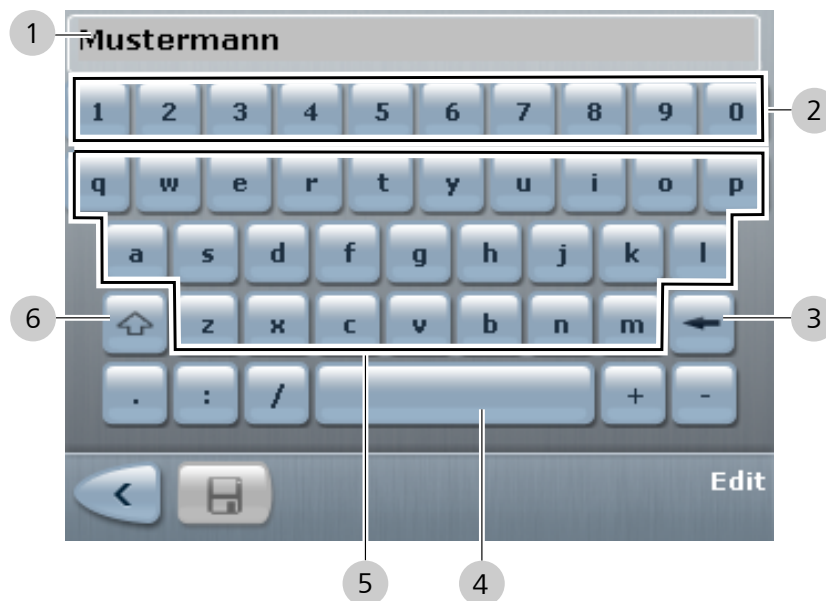 1
Mustermann
1 2 3 4 5 6 7 8 9 0
2
q w e r t y u i o p
a s d f g h j k l
6
z x c v b n m
3
. : / + -
Edit
5
4